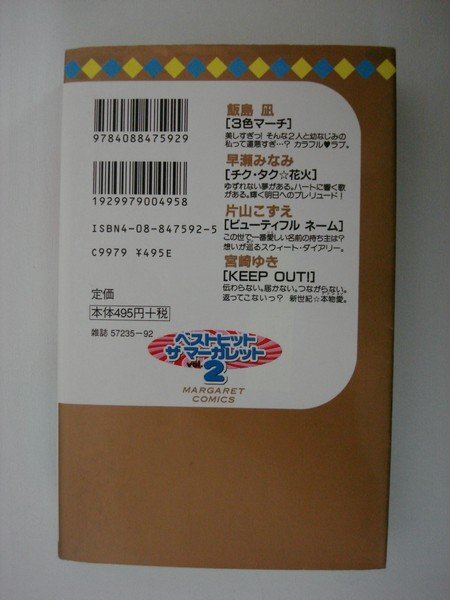 9784088475929
1929979004958
ISBN4-08-847592-5
C9979 ¥495E
定価
本体495円+税
雑誌 57235-92
飯島 凪
[3色マーチ]
美しすぎっ! そんな2人と幼なじみの
私って運悪すぎ…? カラフル♥ラブ。
早瀬みなみ
[チク・タク☆花火]
ゆずれない夢がある。ハートに響く歌
がある。輝く明日へのプレリュード!
片山こずえ
[ビューティフル ネーム]
この世で一番愛しい名前の持ち主は?
想いが巡るスウィート・ダイアリー。
宮崎ゆき
[KEEP OUT!]
伝わらない。届かない。つながらない。
返ってこないっ? 新世紀☆本物愛。
ベストヒット
ザ マーガレット
vol.2
MARGARET
COMICS